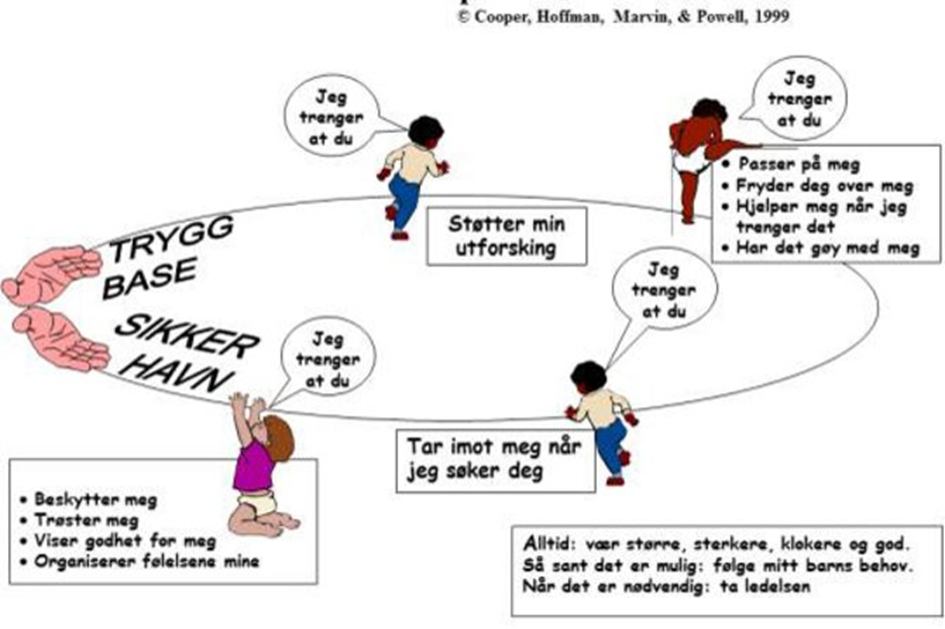 © Cooper, Hoffman, Marvin, & Powell, 1999
Jeg
trenger
at du
Støtter min
utforsking
Jeg
trenger
at du
• Passer på meg
• Fryder deg over meg
• Hjelper meg når jeg
trenger det
• Har det gøy med meg
TRYGG
BASE
SIKKER
HAVN
Jeg
trenger
at du
Tar imot meg når
jeg søker deg
Jeg
trenger
at du
• Beskytter meg
• Trøster meg
• Viser godhet for meg
• Organiserer følelsene mine
Alltid: vær større, sterkere, klokere og god.
Så sant det er mulig: følge mitt barns behov.
Når det er nødvendig: ta ledelsen